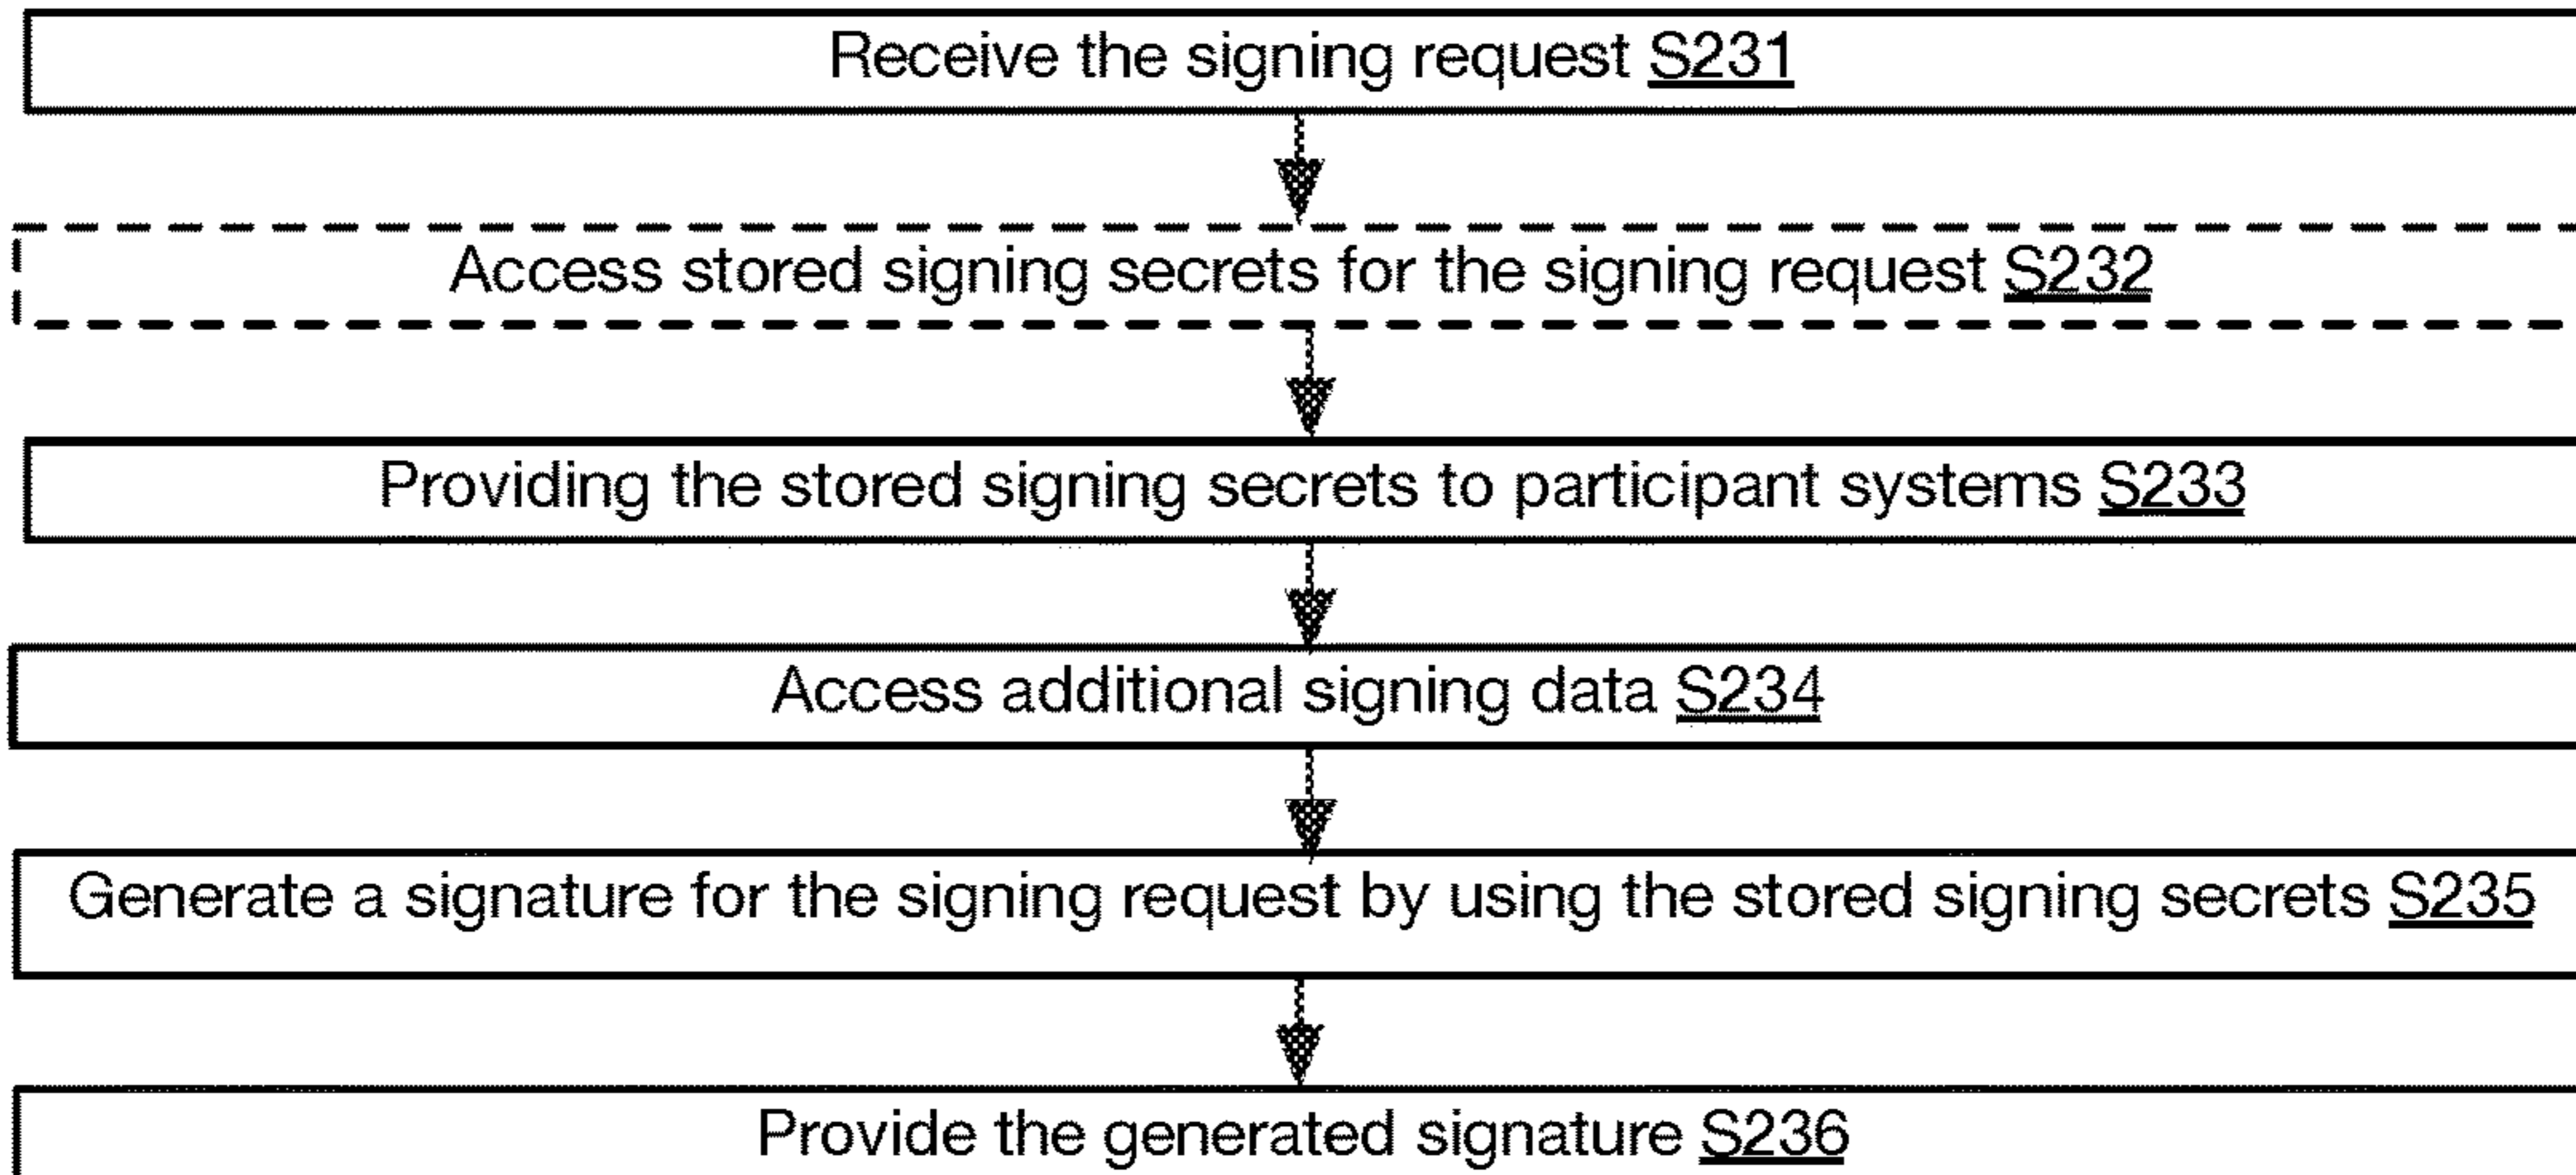 Receive the signing request S231
Access stored signing secrets for the signing request S232
Providing the stored signing secrets to participant systems S233
Access additional signing data S234
Generate a signature for the signing request by using the stored signing secrets S235
Provide the generated signature S236